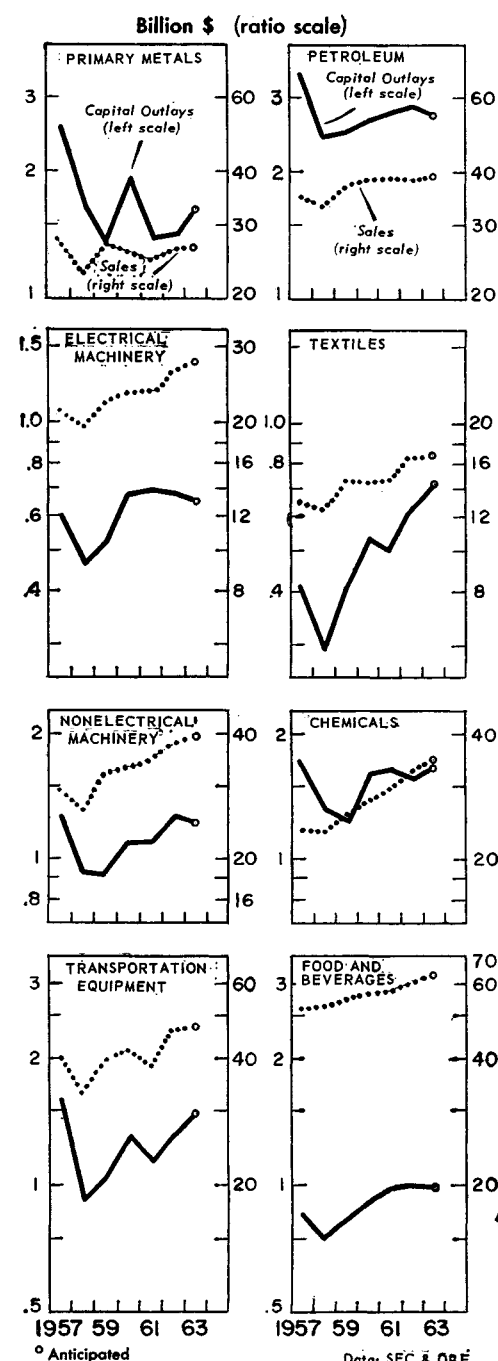 Billion $ (ratio scale)
PRIMARY METALS
3
2
1
60
40
30
20
Capital Outlays
(left scale)
Sales
(right scale)
PETROLEUM
3
2
1
60
40
30
20
Capital Outlays
(left scale)
Sales
(right scale)
ELECTRICAL
MACHINERY
1.5
1.0
.8
.6
.4
30
20
16
12
8
TEXTILES
1.0
.8
.6
.4
20
16
12
8
NONELECTRICAL
MACHINERY
2
1
.8
40
20
16
CHEMICALS
2
1
40
20
TRANSPORTATION
EQUIPMENT
3
2
1
.5
60
40
20
1957 59 61 63
FOOD AND
BEVERAGES
3
2
1
.5
70
60
40
20
1957 59 61 63
° Anticipated
Data: SEC &